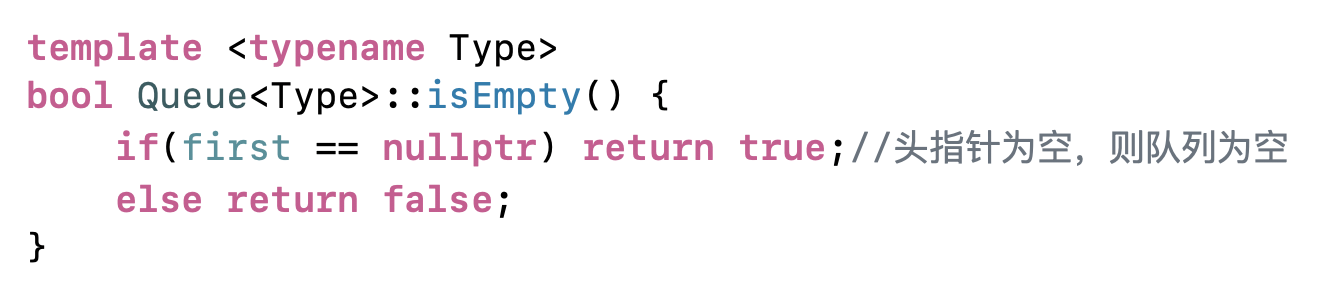 template <typename Type>
bool Queue<Type>::isEmpty() {
    if(first == nullptr) return true;//头指针为空，则队列为空
    else return false;
}